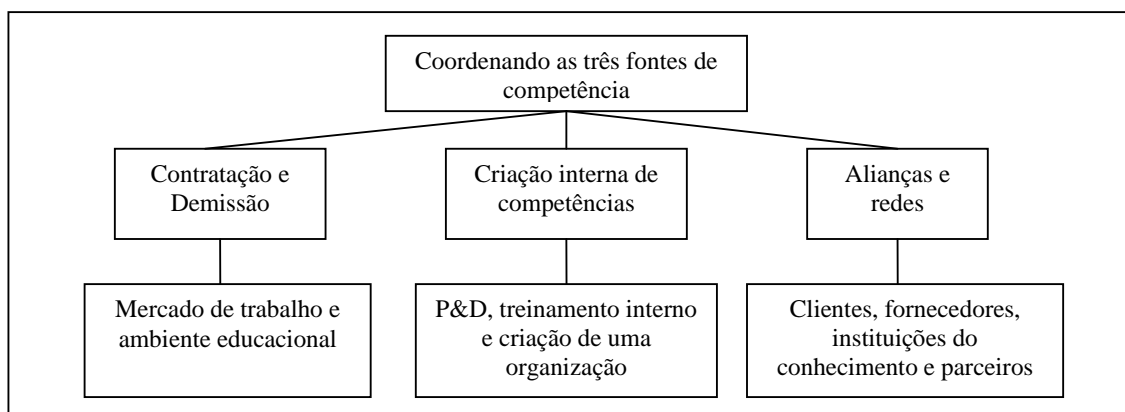 Coordenando as três fontes de
competência
Contratação e
Demissão
Criação interna de
competências
Alianças e
redes
Mercado de trabalho e
ambiente educacional
P&D, treinamento interno
e criação de uma
organização
Clientes, fornecedores,
instituições do
conhecimento e parceiros